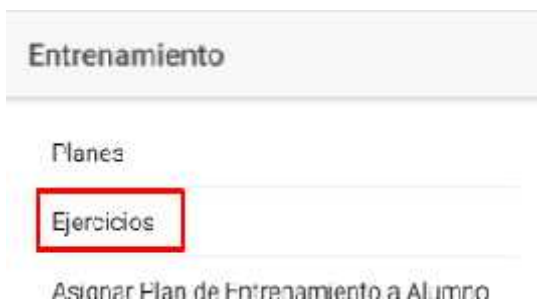 Entrenamiento
Planes
Ejercicios
Asignar Plan de Entrenamiento a Alumno